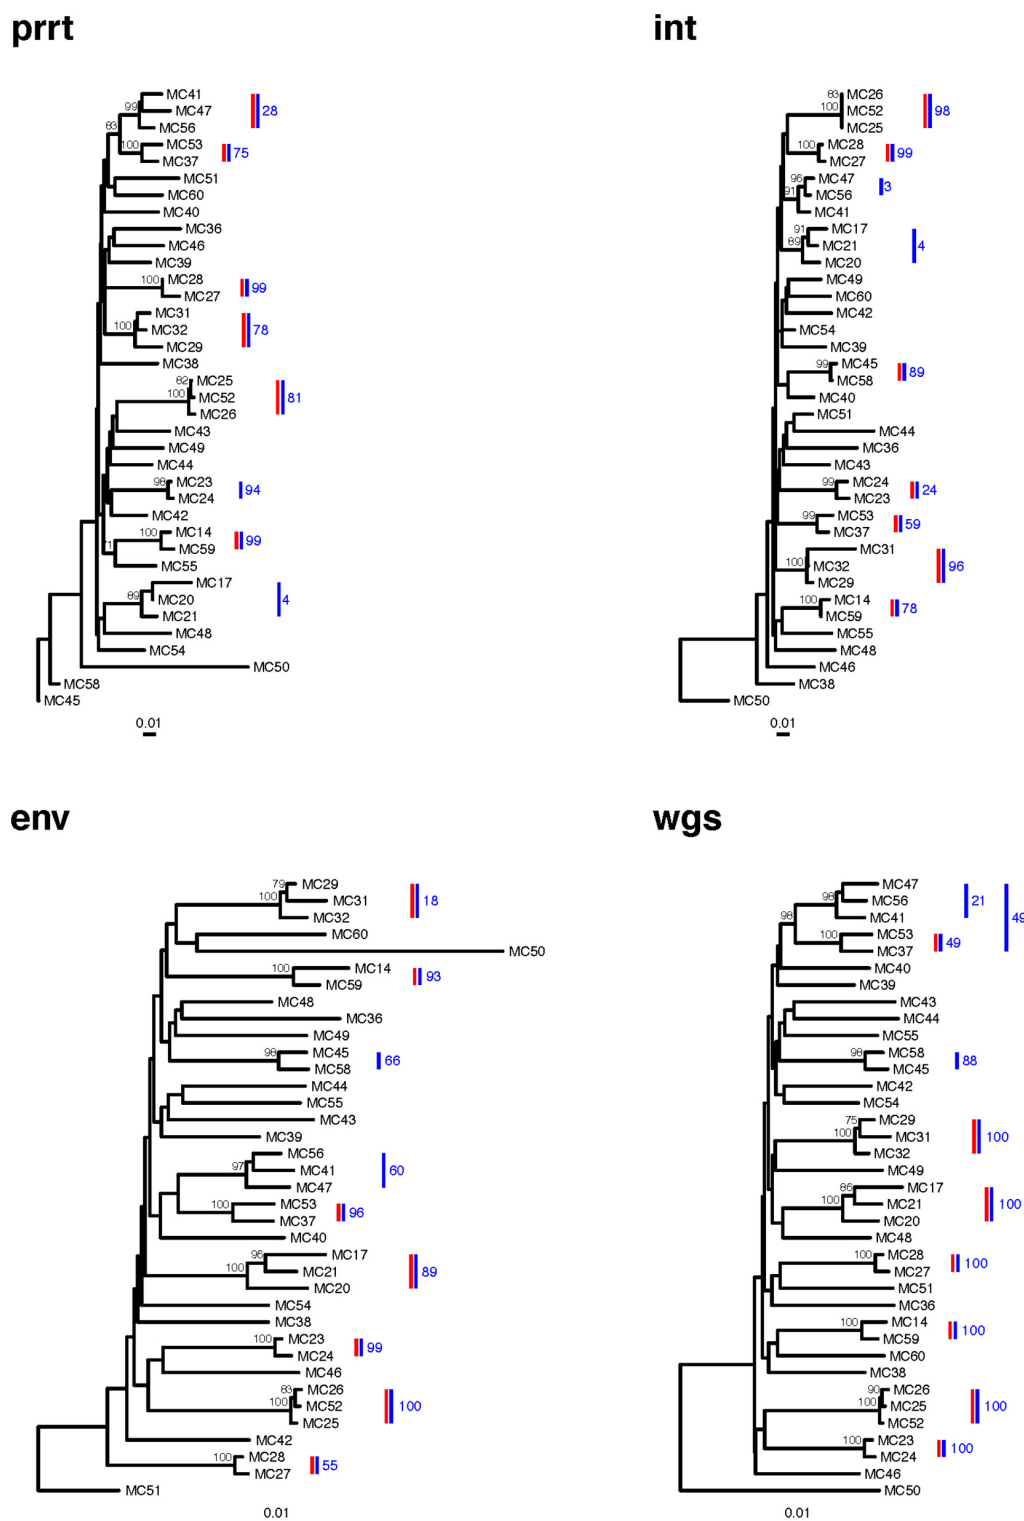 prrt
MC41
99
MC47
28
83
MC56
MC53
100
75
MC37
MC51
MC60
MC40
MC36
MC46
MC39
MC28
100
99
MC27
MC31
100
MC32
78
MC29
MC38
MC25
82
100
MC52
81
MC26
MC43
MC49
MC44
MC23
98
94
MC24
MC42
MC14
100
99
71
MC59
MC55
MC17
89
MC20
4
MC21
MC48
MC54
MC50
MC58
MC45
0.01
int
83
MC26
100
MC52
98
MC25
MC28
100
99
MC27
MC47
96
3
91
MC56
MC41
MC17
91
89
MC21
4
MC20
MC49
MC60
MC42
MC54
MC39
MC45
99
89
MC58
MC40
MC51
MC44
MC36
MC43
MC24
99
24
MC23
MC53
99
59
MC37
MC31
100
MC32
96
MC29
MC14
100
78
MC59
MC55
MC48
MC46
MC38
MC50
0.01
env
79
MC29
100
MC31
18
MC32
MC60
MC50
MC14
100
93
MC59
MC48
MC36
MC49
MC45
98
66
MC58
MC44
MC55
MC43
MC39
MC56
97
MC41
60
MC47
MC53
100
96
MC37
MC40
MC17
96
100
MC21
89
MC20
MC54
MC38
MC23
100
99
MC24
MC46
MC26
83
100
MC52
100
MC25
MC42
MC28
100
55
MC27
MC51
0.01
wgs
MC47
98
MC56
21
98
MC41
49
MC53
100
49
MC37
MC40
MC39
MC43
MC44
MC55
MC58
98
88
MC45
MC42
MC54
MC29
75
100
MC31
100
MC32
MC49
MC17
86
100
MC21
100
MC20
MC48
MC28
100
100
MC27
MC51
MC36
MC14
100
100
MC59
MC60
MC38
MC26
90
100
MC25
100
MC52
MC23
100
100
MC24
MC46
MC50
0.01